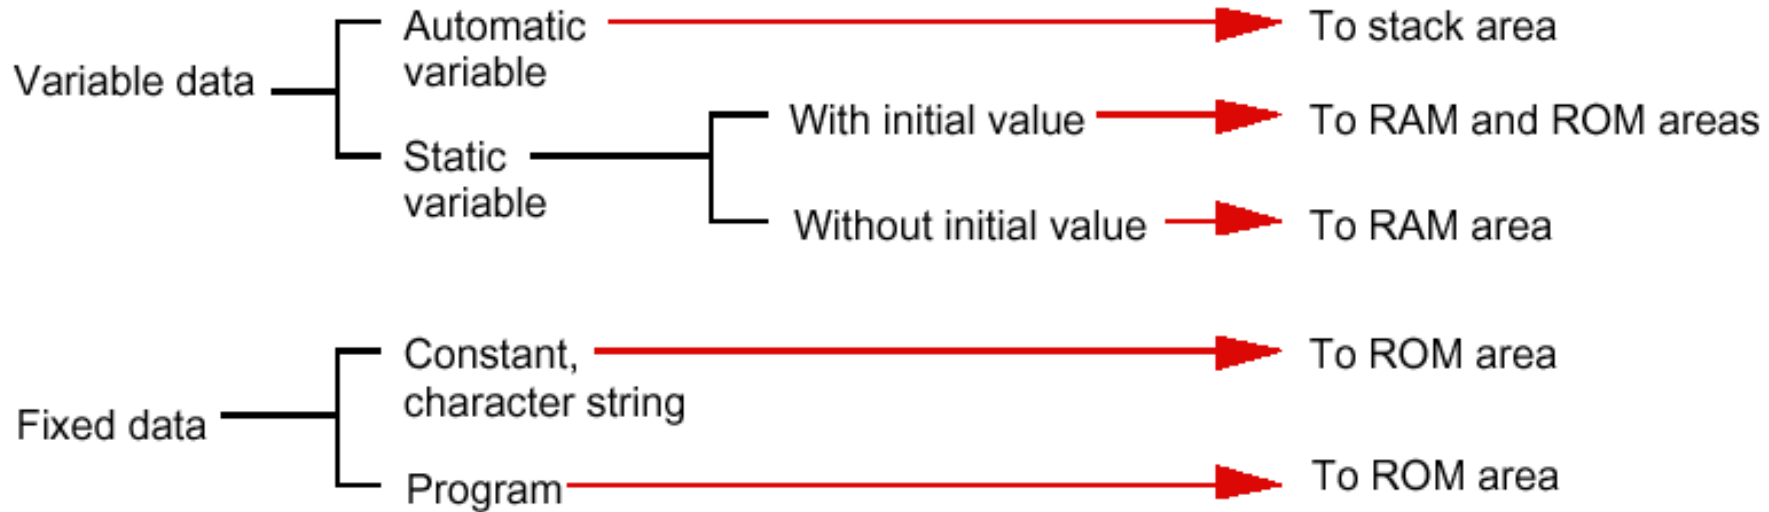 Automatic
variable
To stack area
Variable data
With initial value
To RAM and ROM areas
Static
variable
Without initial value
To RAM area
Constant,
character string
To ROM area
Fixed data
Program
To ROM area